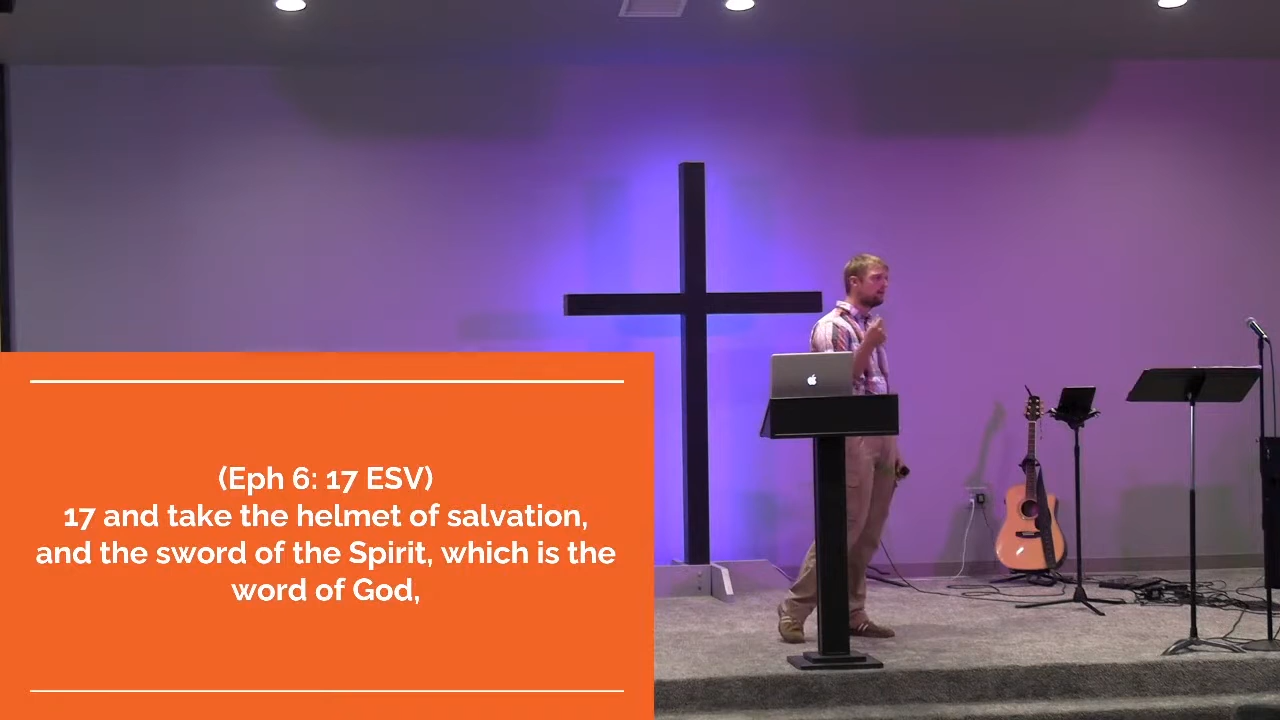 (Eph 6: 17 ESV)
17 and take the helmet of salvation,
and the sword of the Spirit, which is the
word of God,